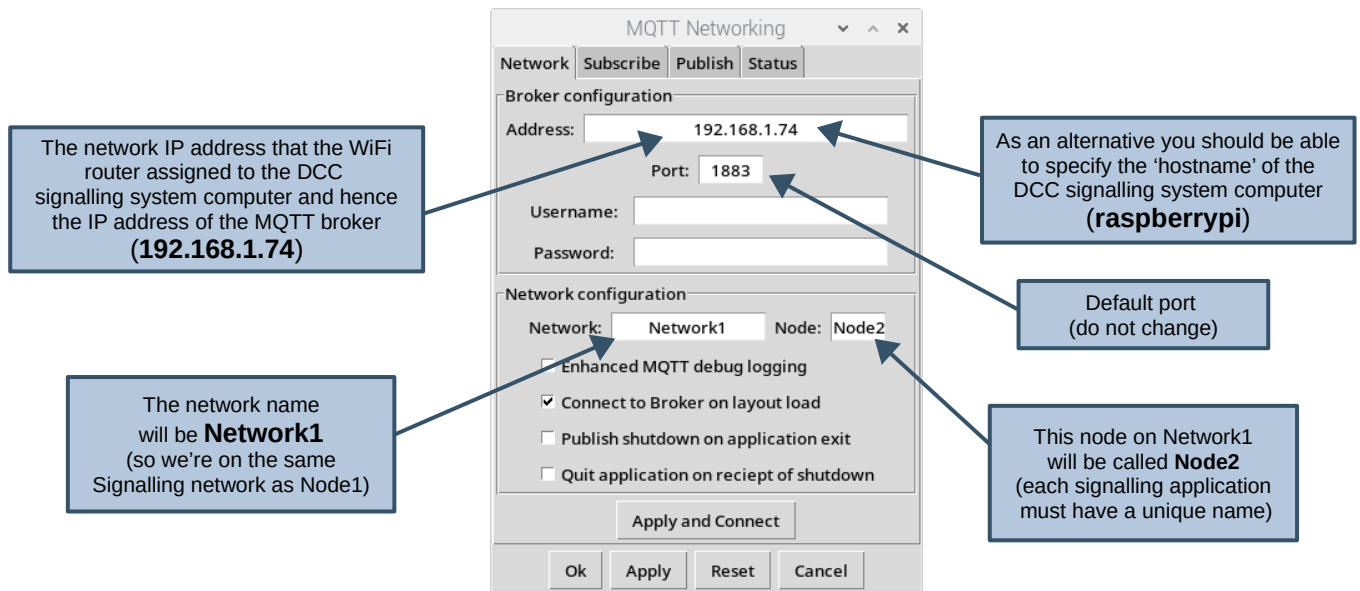 MQTT Networking
Network Subscribe Publish Status
Broker configuration
Address: 192.168.1.74
Port: 1883
Username:
Password:
Network configuration
Network: Network1 Node: Node2
Enhanced MQTT debug logging
Connect to Broker on layout load
Publish shutdown on application exit
Quit application on reciept of shutdown
Apply and Connect
Ok Apply Reset Cancel
The network IP address that the WiFi
router assigned to the DCC
signalling system computer and hence
the IP address of the MQTT broker
(192.168.1.74)
The network name
will be Network1
(so we’re on the same
Signalling network as Node1)
As an alternative you should be able
to specify the ‘hostname’ of the
DCC signalling system computer
(raspberrypi)
Default port
(do not change)
This node on Network1
will be called Node2
(each signalling application
must have a unique name)